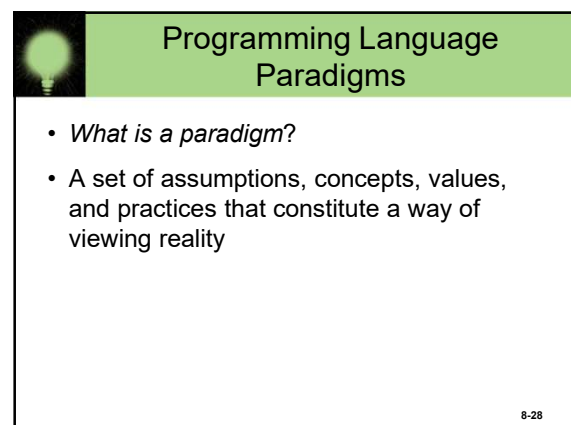 Programming Language
Paradigms
• What is a paradigm?
• A set of assumptions, concepts, values,
and practices that constitute a way of
viewing reality
8-28